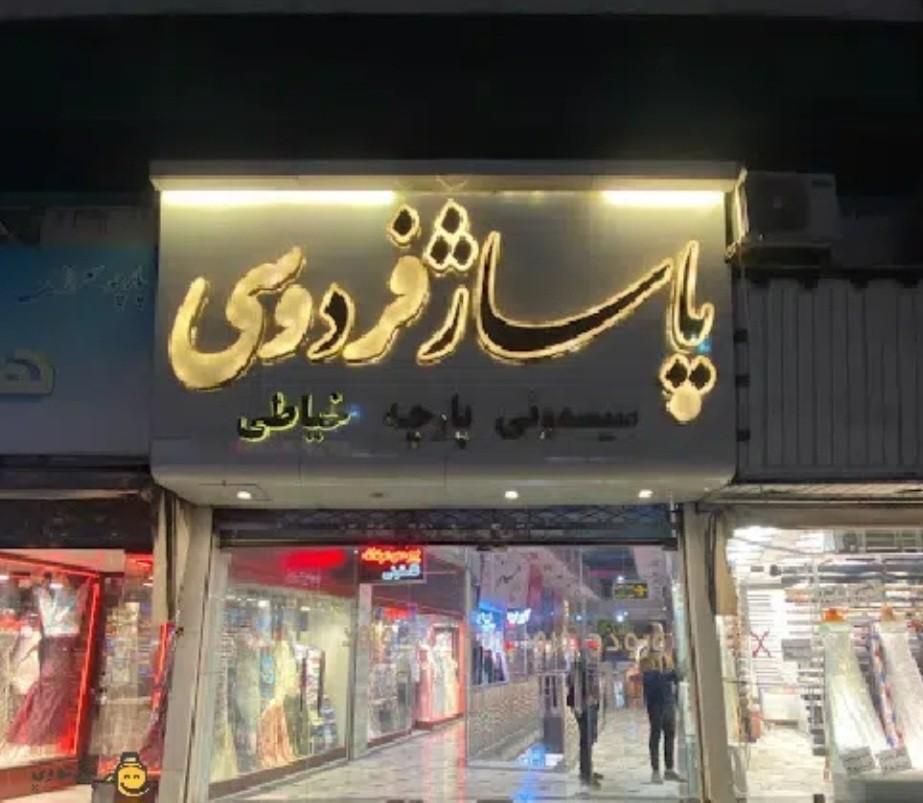 پاساژ فردوسی
سیسمونی پارچه خیاطی